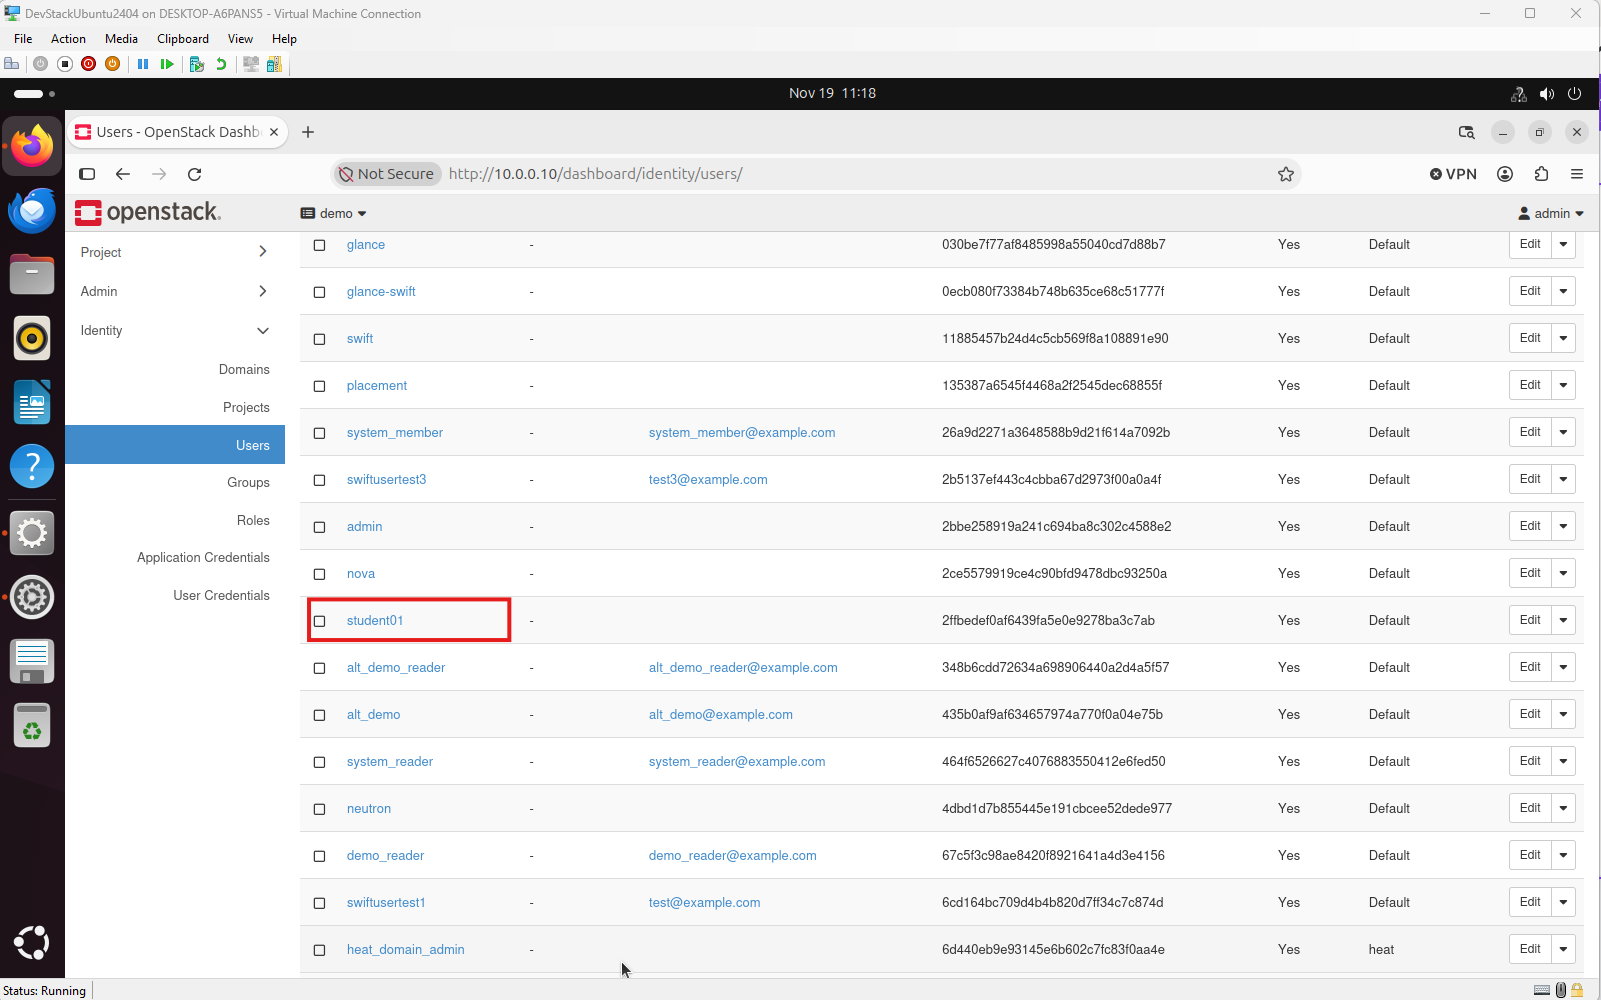 DevStackUbuntu2404 on DESKTOP-A6PANS5 - Virtual Machine Connection
File Action Media Clipboard View Help
Nov 19 11:18
Users - OpenStack Dashb
Not Secure http://10.0.0.10/dashboard/identity/users/ VPN
openstack. demo admin
Project
Admin
Identity
Domains
Projects
Users
Groups
Roles
Application Credentials
User Credentials
glance - 030be7f77af8485998a55040cd7d88b7 Yes Default Edit
glance-swift - 0ecb080f73384b748b635ce68c51777f Yes Default Edit
swift - 11885457b24d4c5cb569f8a108891e90 Yes Default Edit
placement - 135387a6545f4468a2f2545dec68855f Yes Default Edit
system_member - system_member@example.com 26a9d2271a3648588b9d21f614a7092b Yes Default Edit
swiftusertest3 - test3@example.com 2b5137ef443c4cbba67d2973f00a0a4f Yes Default Edit
admin - 2bbe258919a241c694ba8c302c4588e2 Yes Default Edit
nova - 2ce5579919ce4c90bfd9478dbc93250a Yes Default Edit
student01 - 2ffbedef0af6439fa5e0e9278ba3c7ab Yes Default Edit
alt_demo_reader - alt_demo_reader@example.com 348b6cdd72634a698906440a2d4a5f57 Yes Default Edit
alt_demo - alt_demo@example.com 435b0af9af634657974a770f0a04e75b Yes Default Edit
system_reader - system_reader@example.com 464f6526627c4076883550412e6fed50 Yes Default Edit
neutron - 4dbd1d7b855445e191cbcee52dede977 Yes Default Edit
demo_reader - demo_reader@example.com 67c5f3c98ae8420f8921641a4d3e4156 Yes Default Edit
swiftusertest1 - test@example.com 6cd164bc709d4b4b820d7ff34c7c874d Yes Default Edit
heat_domain_admin - 6d440eb9e93145e6b602c7fc83f0aa4e Yes heat Edit
Status: Running